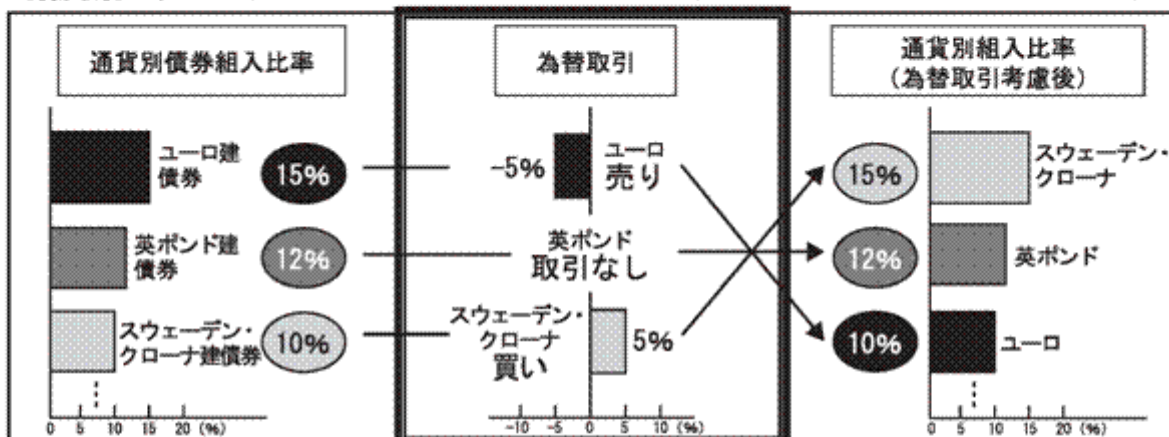 通貨別債券組入比率
ユーロ建
債券
15%
英ポンド建
債券
12%
スウェーデン・
クローナ建債券
10%
0 5 10 15 20 (%)
為替取引
-5%
ユーロ
売り
英ポンド
取引なし
スウェーデン・
クローナ
買い
5%
-10 -5 0 5 10 (%)
通貨別組入比率
(為替取引考慮後)
15%
スウェーデン・
クローナ
12%
英ポンド
10%
ユーロ
0 5 10 15 20 (%)